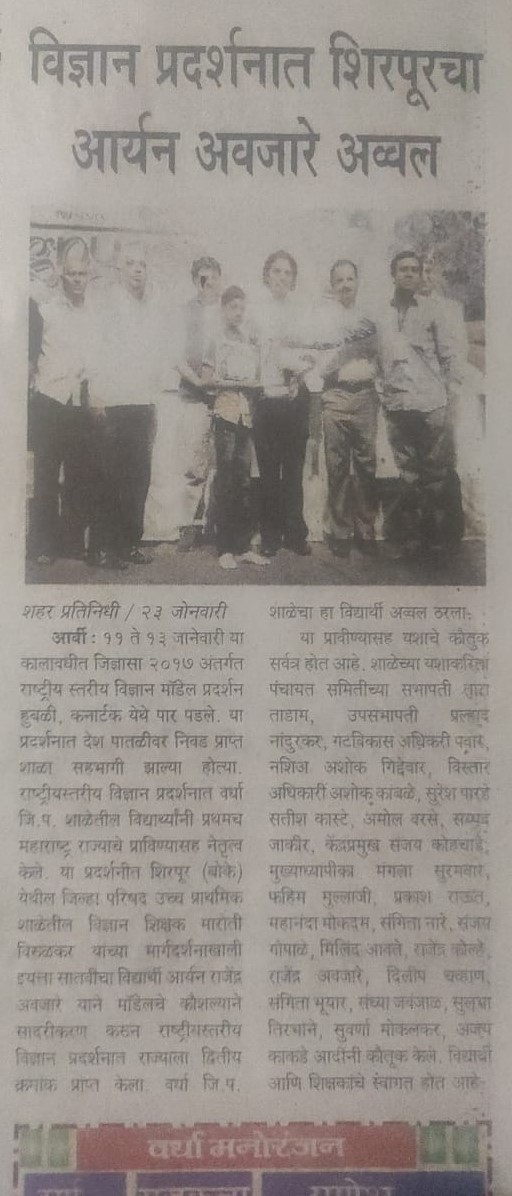 विज्ञान प्रदर्शनात शिरपूरचा
आर्यन अवजारे अव्वल
शहर प्रतिनिधी / २३ जोनवारी
आर्वी : ११ ते १३ जानेवारी या
कालावधीत जिज्ञासा २०१७ अंतर्गत
राष्ट्रीय स्तरीय विज्ञान मॉडेल प्रदर्शन
हुबळी, कनार्टक येथे पार पडले. या
प्रदर्शनात देश पातळीवर निवड प्राप्त
शाळा सहभागी झाल्या होत्या.
राष्ट्रीयस्तरीय विज्ञान प्रदर्शनात वर्धा
जि.प. शाळेतील विद्यार्थ्यांनी प्रथमच
महाराष्ट्र राज्याचे प्राविण्यासह नेतृत्व
केले. या प्रदर्शनीत शिरपूर (बोके)
येथील जिल्हा परिषद उच्च प्राथमिक
शाळेतील विज्ञान शिक्षक मारोती
विरूळकर यांच्या मार्गदर्शनाखाली
इयत्ता सातवीचा विद्यार्थी आर्यन राजेंद्र
अवजारे याने मॉडेलचे कौशल्याने
सादरीकरण करून राष्ट्रीयस्तरीय
विज्ञान प्रदर्शनात राज्याला द्वितीय
क्रमांक प्राप्त केला. वर्धा जि.प.
शाळेचा हा विद्यार्थी अव्वल ठरला.
या प्रावीण्यासह यशाचे कौतुक
सर्वत्र होत आहे. शाळेच्या यशाकरिता
पंचायत समितीच्या सभापती तारा
ताडाम, उपसभापती प्रल्हाद
नांदुरकर, गटविकास अधिकरी पवार,
नशिअ अशोक गिद्देवार, विस्तार
अधिकारी अशोक कांबळे, सुरेश पारडे
सतीश कास्टे, अमोल वरसे, सय्यद
जाकीर, केंद्रप्रमुख संजय कोहचाडे,
मुख्याध्यापीका मंगला सुरमवार,
फहिम मुल्लाजी, प्रकाश राऊत,
महानंदा मोकदम, संगिता नारे, संजय
गोपाळे, मिलिंद आवते, राजेंद्र कोल्हे,
राजेंद्र अवजारे, दिलीप चव्हाण,
संगिता भूयार, संध्या जवंजाळ, सुलभा
तिरभाने, सुवर्णा मोकलकर, अजय
काकडे आदींनी कौतूक केले. विद्यार्थी
आणि शिक्षकांचे स्वागत होत आहे.
वर्धा मनोरंजन